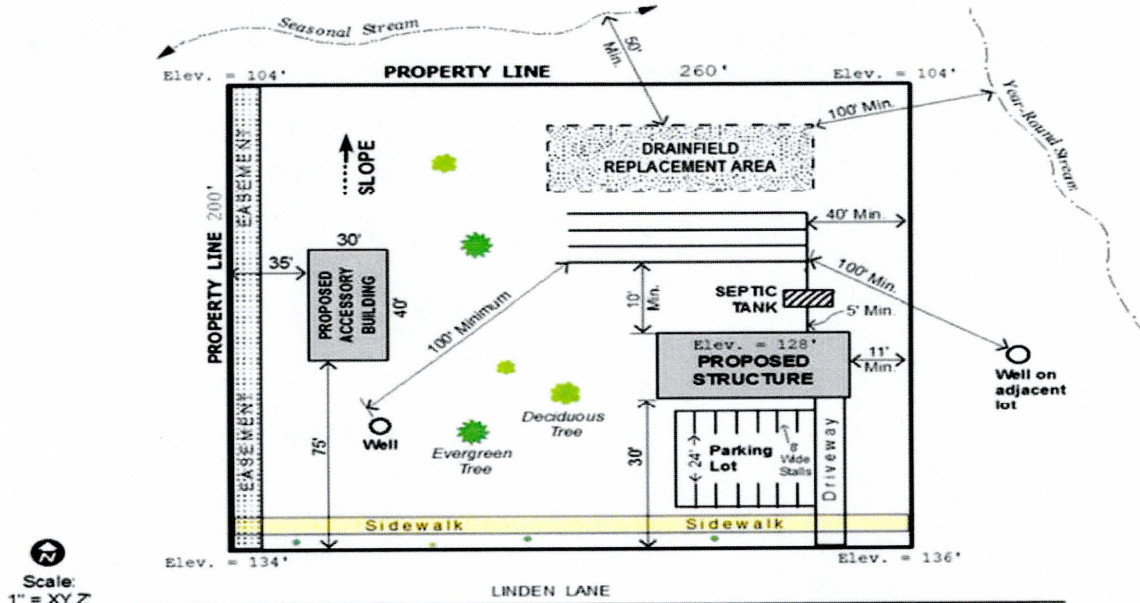 Seasonal Stream
50'
Min.
Elev. = 104'
PROPERTY LINE
260'
Elev. = 104'
Year-Round Stream
100' Min.
DRAINFIELD
REPLACEMENT AREA
EASEMENT
SLOPE
PROPERTY LINE 200'
40' Min.
30'
35'
PROPOSED
ACCESSORY
BUILDING
40'
100' Minimum
10'
Min.
SEPTIC
TANK
100' Min.
5' Min.
Elev. = 128'
PROPOSED
STRUCTURE
11'
Min.
Well on
adjacent
lot
Deciduous
Tree
Well
Evergreen
Tree
75'
30'
EASEMENT
24'
Parking
Lot
8'
Wide
Stalls
Driveway
Sidewalk
Sidewalk
Elev. = 134'
Elev. = 136'
N
Scale:
1" = XY Z'
LINDEN LANE